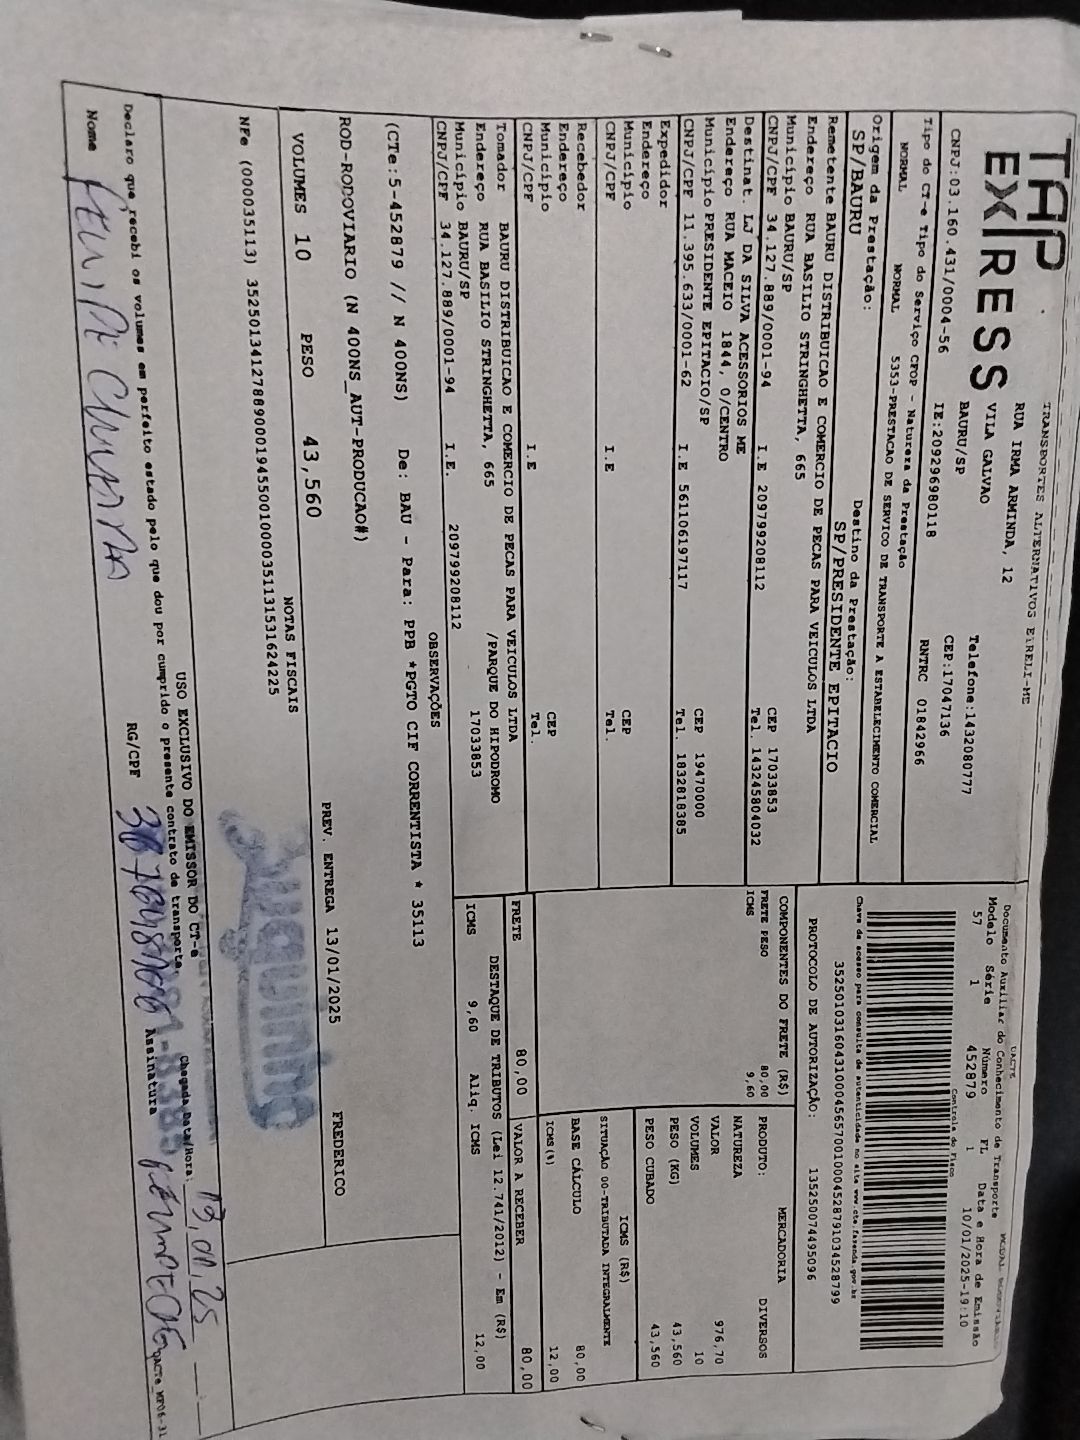 TRANSPORTES ALTERNATIVOS EIRELI-ME
TAP EXPRESS
RUA IRMA ARMINDA, 12
VILA GALVAO
BAURU/SP
Telefone:1432080777
CEP:17047136
CNPJ:03.160.431/0004-56 IE:209296980118 RNTRC 01842966
DACTE
Documento Auxiliar do Conhecimento de Transporte
Modelo Série Número FL Data e Hora de Emissão
57 1 452879 1 10/01/2025-19:10
Controle do Fisco
Tipo do CT-e Tipo do Serviço CFOP - Natureza da Prestação
NORMAL NORMAL 5353-PRESTACAO DE SERVICO DE TRANSPORTE A ESTABELECIMENTO COMERCIAL
Chave de acesso para consulta de autenticidade no site www.cte.fazenda.gov.br
Origem da Prestação: Destino da Prestação:
SP/BAURU SP/PRESIDENTE EPITACIO
PROTOCOLO DE AUTORIZAÇÃO: 135250074495096
Remetente BAURU DISTRIBUICAO E COMERCIO DE PECAS PARA VEICULOS LTDA
Endereço RUA BASILIO STRINGHETTA, 665
Município BAURU/SP CEP 17033853
CNPJ/CPF 34.127.889/0001-94 I.E 209799208112 Tel. 143245804032
Destinat. LJ DA SILVA ACESSORIOS ME
Endereço RUA MACEIO 1844, 0/CENTRO
Município PRESIDENTE EPITACIO/SP CEP 19470000
CNPJ/CPF 11.395.633/0001-62 I.E 561106197117 Tel. 1832818385
Expedidor
Endereço
Município CEP
CNPJ/CPF I.E Tel.
Recebedor
Endereço
Município CEP
CNPJ/CPF I.E Tel.
Tomador BAURU DISTRIBUICAO E COMERCIO DE PECAS PARA VEICULOS LTDA
Endereço RUA BASILIO STRINGHETTA, 665 /PARQUE DO HIPODROMO
Município BAURU/SP 17033853
CNPJ/CPF 34.127.889/0001-94 I.E. 209799208112
COMPONENTES DO FRETE (R$)
FRETE PESO 80,00
ICMS 9,60
PRODUTO: MERCADORIA DIVERSOS
NATUREZA
VALOR 976,70
VOLUMES 10
PESO (KG) 43,560
PESO CUBADO 43,560
ICMS (R$)
SITUAÇÃO 00-TRIBUTADA INTEGRALMENTE
BASE CÁLCULO 80,00
ICMS(%) 12,00
FRETE 80,00 VALOR A RECEBER 80,00
DESTAQUE DE TRIBUTOS (Lei 12.741/2012) - Em (R$)
ICMS 9,60 Aliq. ICMS 12,00
OBSERVAÇÕES
(CTe:5-452879 // N 400NS) De: BAU - Para: PPB *PGTO CIF CORRENTISTA * 35113
ROD-RODOVIARIO (N 400NS_AUT-PRODUCAO#)
VOLUMES 10 PESO 43,560 PREV. ENTREGA 13/01/2025 FREDERICO
NOTAS FISCAIS
NFe (000035113) 35250134127889000194550010000351131531624225
USO EXCLUSIVO DO EMISSOR DO CT-e
Chegada Data/Hora: 13,01,25
Declaro que recebi os volumes em perfeito estado pelo que dou por cumprido o presente contrato de transporte.
Nome RG/CPF Assinatura
DACTe_MF06-31